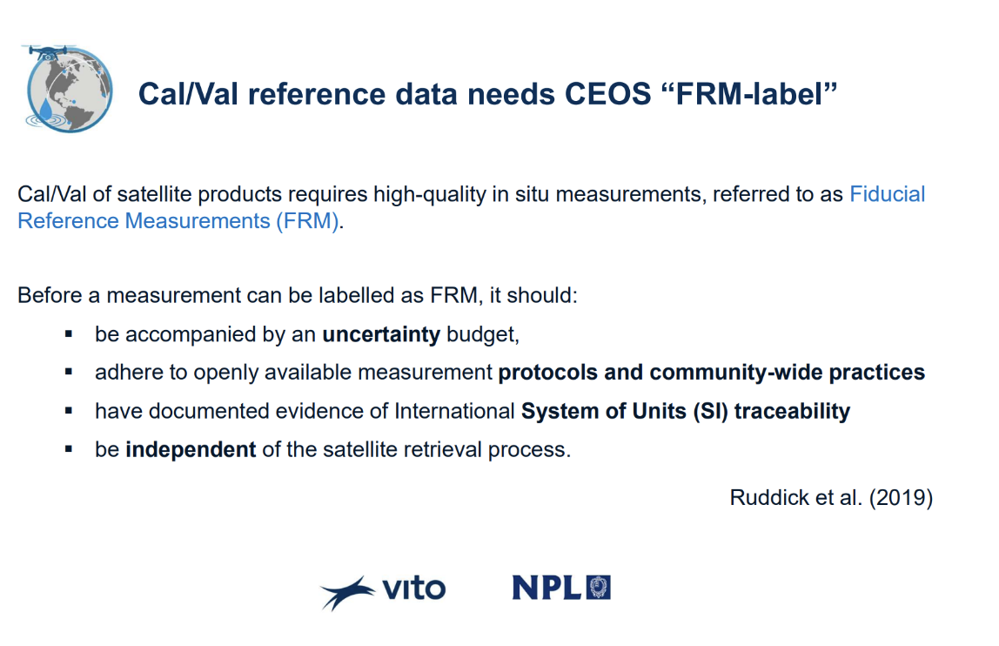 Cal/Val reference data needs CEOS “FRM-label”
Cal/Val of satellite products requires high-quality in situ measurements, referred to as Fiducial
Reference Measurements (FRM).
Before a measurement can be labelled as FRM, it should:
▪ be accompanied by an uncertainty budget,
▪ adhere to openly available measurement protocols and community-wide practices
▪ have documented evidence of International System of Units (SI) traceability
▪ be independent of the satellite retrieval process.
Ruddick et al. (2019)
vito NPL